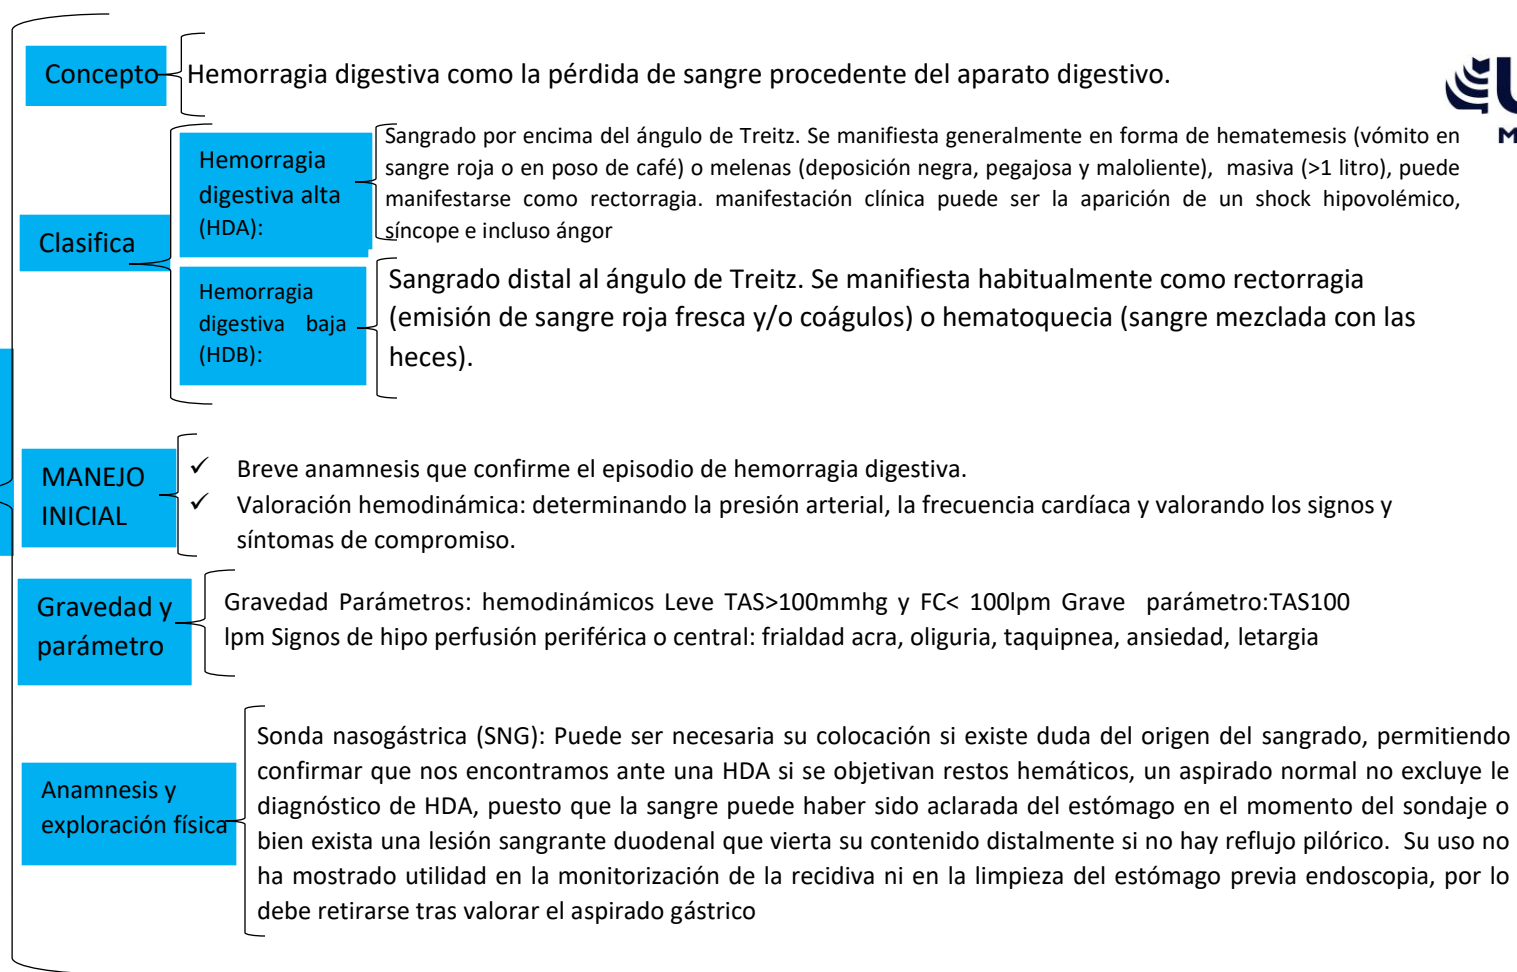 Concepto
Hemorragia digestiva como la pérdida de sangre procedente del aparato digestivo.
Clasifica
Hemorragia
digestiva alta
(HDA):
Sangrado por encima del ángulo de Treitz. Se manifiesta generalmente en forma de hematemesis (vómito en
sangre roja o en poso de café) o melenas (deposición negra, pegajosa y maloliente), masiva (>1 litro), puede
manifestarse como rectorragia. manifestación clínica puede ser la aparición de un shock hipovolémico,
síncope e incluso ángor
Hemorragia
digestiva baja
(HDB):
Sangrado distal al ángulo de Treitz. Se manifiesta habitualmente como rectorragia
(emisión de sangre roja fresca y/o coágulos) o hematoquecia (sangre mezclada con las
heces).
MANEJO
INICIAL
✓ Breve anamnesis que confirme el episodio de hemorragia digestiva.
✓ Valoración hemodinámica: determinando la presión arterial, la frecuencia cardíaca y valorando los signos y
síntomas de compromiso.
Gravedad y
parámetro
Gravedad Parámetros: hemodinámicos Leve TAS>100mmhg y FC< 100lpm Grave parámetro:TAS100
lpm Signos de hipo perfusión periférica o central: frialdad acra, oliguria, taquipnea, ansiedad, letargia
Anamnesis y
exploración física
Sonda nasogástrica (SNG): Puede ser necesaria su colocación si existe duda del origen del sangrado, permitiendo
confirmar que nos encontramos ante una HDA si se objetivan restos hemáticos, un aspirado normal no excluye le
diagnóstico de HDA, puesto que la sangre puede haber sido aclarada del estómago en el momento del sondaje o
bien exista una lesión sangrante duodenal que vierta su contenido distalmente si no hay reflujo pilórico. Su uso no
ha mostrado utilidad en la monitorización de la recidiva ni en la limpieza del estómago previa endoscopia, por lo
debe retirarse tras valorar el aspirado gástrico